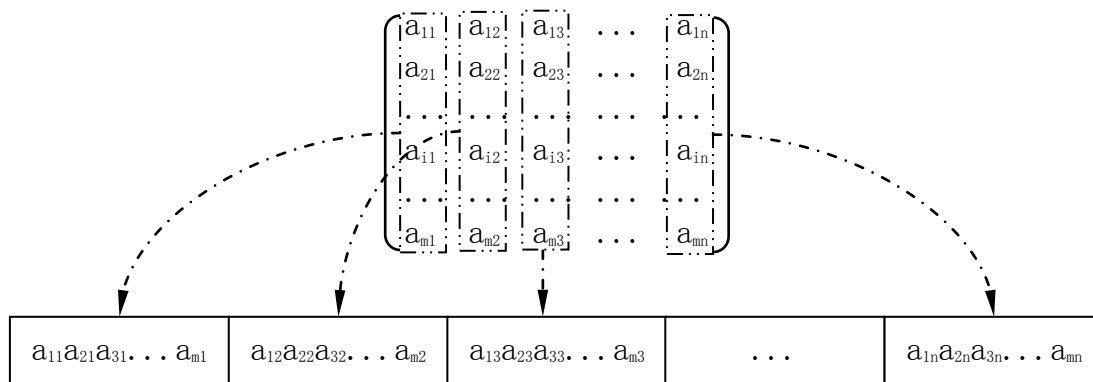 a₁₁ a₁₂ a₁₃ ... a₁ₙ
a₂₁ a₂₂ a₂₃ ... a₂ₙ
... ... ... ... ...
aᵢ₁ aᵢ₂ aᵢ₃ ... aᵢₙ
... ... ... ... ...
aₘ₁ aₘ₂ aₘ₃ ... aₘₙ
a₁₁a₂₁a₃₁... aₘ₁ a₁₂a₂₂a₃₂... aₘ₂ a₁₃a₂₃a₃₃... aₘ₃ ... a₁ₙa₂ₙa₃ₙ... aₘₙ